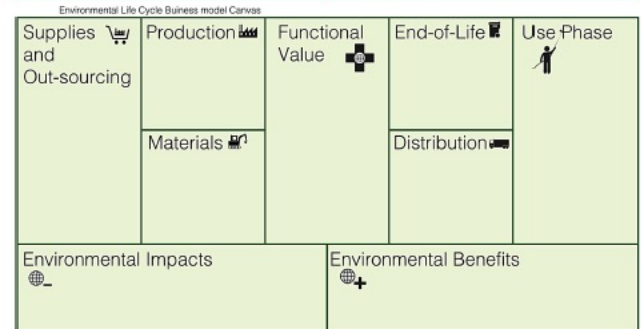 Environmental Life Cycle Buiness model Canvas
Supplies
and
Out-sourcing
Production
Materials
Functional
Value
End-of-Life
Distribution
Use Phase
Environmental Impacts
Environmental Benefits